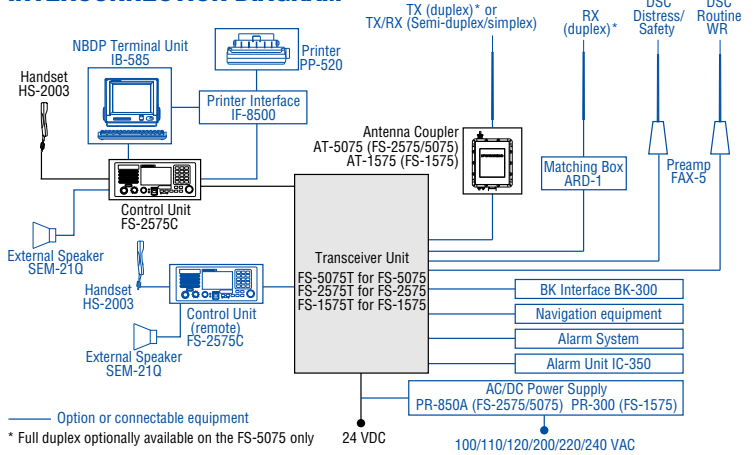 INTERCONNECTION DIAGRAM
TX (duplex)* or
TX/RX (Semi-duplex/simplex)
RX
(duplex)*
DSC
Distress/
Safety
DSC
Routine
WR
NBDP Terminal Unit
IB-585
Printer
PP-520
Handset
HS-2003
Printer Interface
IF-8500
Antenna Coupler
AT-5075 (FS-2575/5075)
AT-1575 (FS-1575)
Matching Box
ARD-1
Preamp
FAX-5
Control Unit
FS-2575C
External Speaker
SEM-21Q
Transceiver Unit
FS-5075T for FS-5075
FS-2575T for FS-2575
FS-1575T for FS-1575
Handset
HS-2003
Control Unit
(remote)
FS-2575C
External Speaker
SEM-21Q
BK Interface BK-300
Navigation equipment
Alarm System
Alarm Unit IC-350
AC/DC Power Supply
PR-850A (FS-2575/5075) PR-300 (FS-1575)
Option or connectable equipment
* Full duplex optionally available on the FS-5075 only
24 VDC
100/110/120/200/220/240 VAC